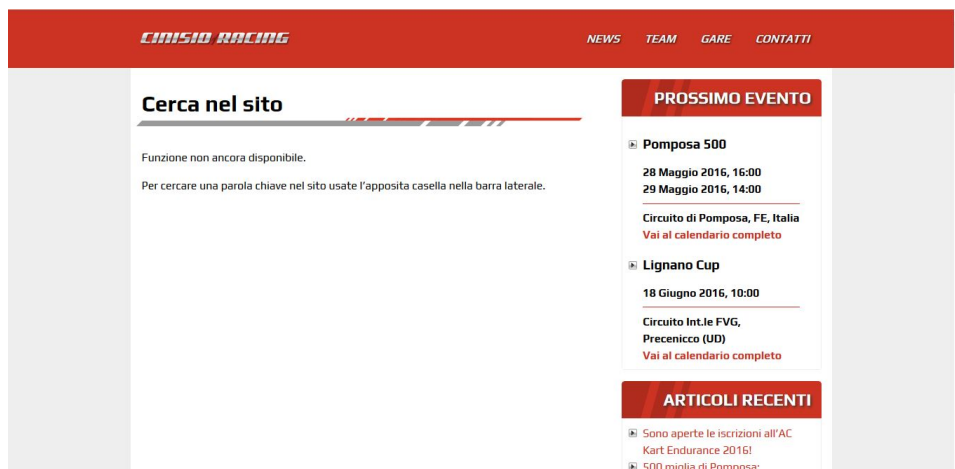 CINISIO RACING
NEWS TEAM GARE CONTATTI
Cerca nel sito
Funzione non ancora disponibile.
Per cercare una parola chiave nel sito usate l'apposita casella nella barra laterale.
PROSSIMO EVENTO
Pomposa 500
28 Maggio 2016, 16:00
29 Maggio 2016, 14:00
Circuito di Pomposa, FE, Italia
Vai al calendario completo
Lignano Cup
18 Giugno 2016, 10:00
Circuito Int.le FVG,
Precenicco (UD)
Vai al calendario completo
ARTICOLI RECENTI
Sono aperte le iscrizioni all'AC
Kart Endurance 2016!
500 miglia di Pomposa: